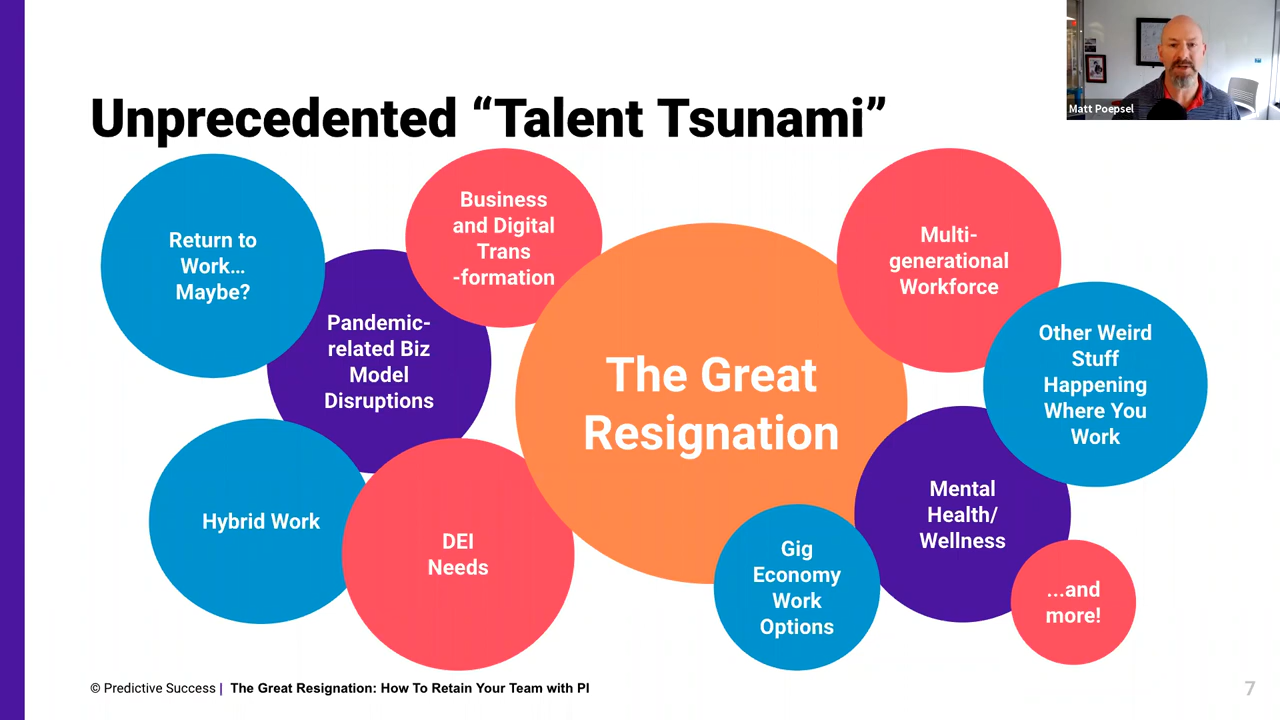 Matt Poepsel
Unprecedented “Talent Tsunami”
Return to
Work...
Maybe?
Pandemic-
related Biz
Model
Disruptions
Business
and Digital
Trans
-formation
Hybrid Work
DEI
Needs
The Great
Resignation
Multi-
generational
Workforce
Other Weird
Stuff
Happening
Where You
Work
Mental
Health/
Wellness
Gig
Economy
Work
Options
...and
more!
© Predictive Success | The Great Resignation: How To Retain Your Team with PI
7